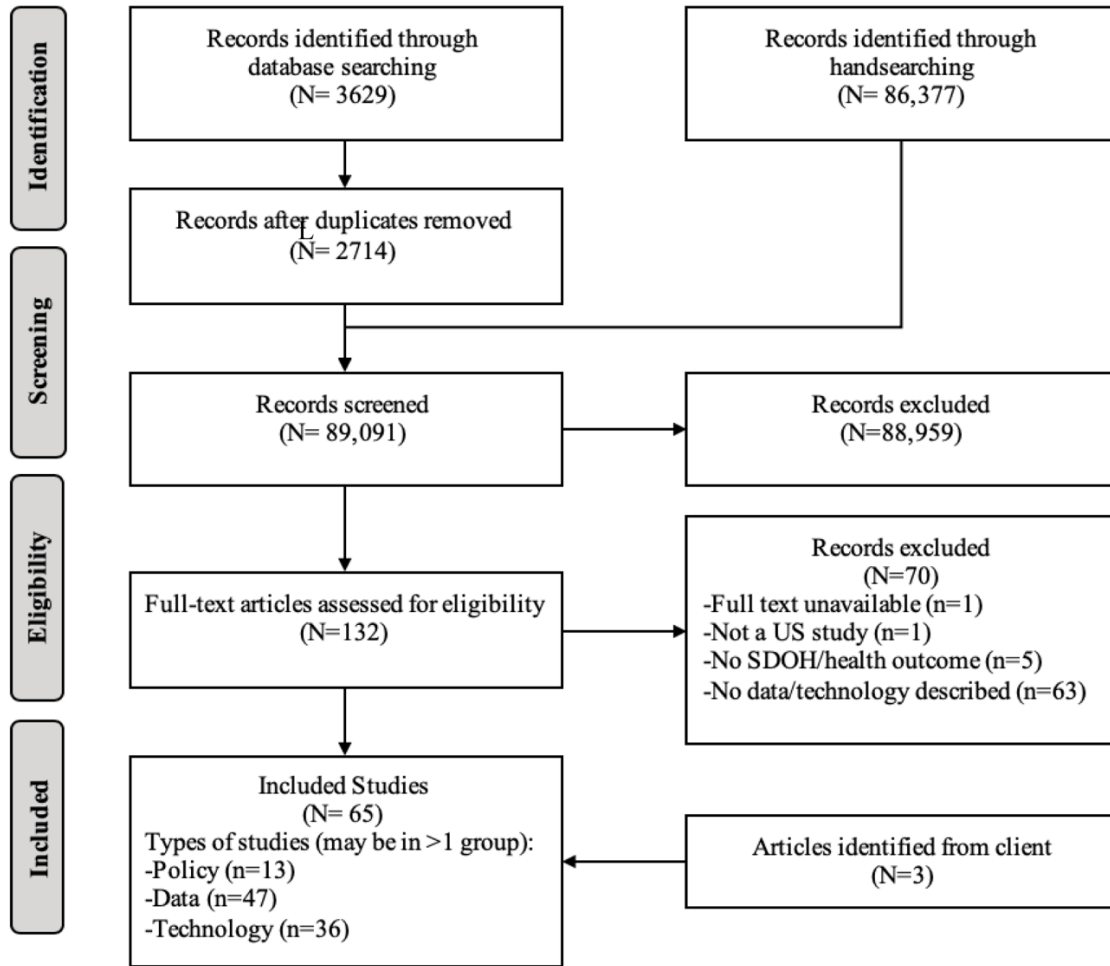 Identification
Records identified through
database searching
(N= 3629)
Records identified through
handsearching
(N= 86,377)
Records after duplicates removed
(N= 2714)
Screening
Records screened
(N= 89,091)
Records excluded
(N=88,959)
Eligibility
Full-text articles assessed for eligibility
(N=132)
Records excluded
(N=70)
-Full text unavailable (n=1)
-Not a US study (n=1)
-No SDOH/health outcome (n=5)
-No data/technology described (n=63)
Included
Included Studies
(N= 65)
Types of studies (may be in >1 group):
-Policy (n=13)
-Data (n=47)
-Technology (n=36)
Articles identified from client
(N=3)